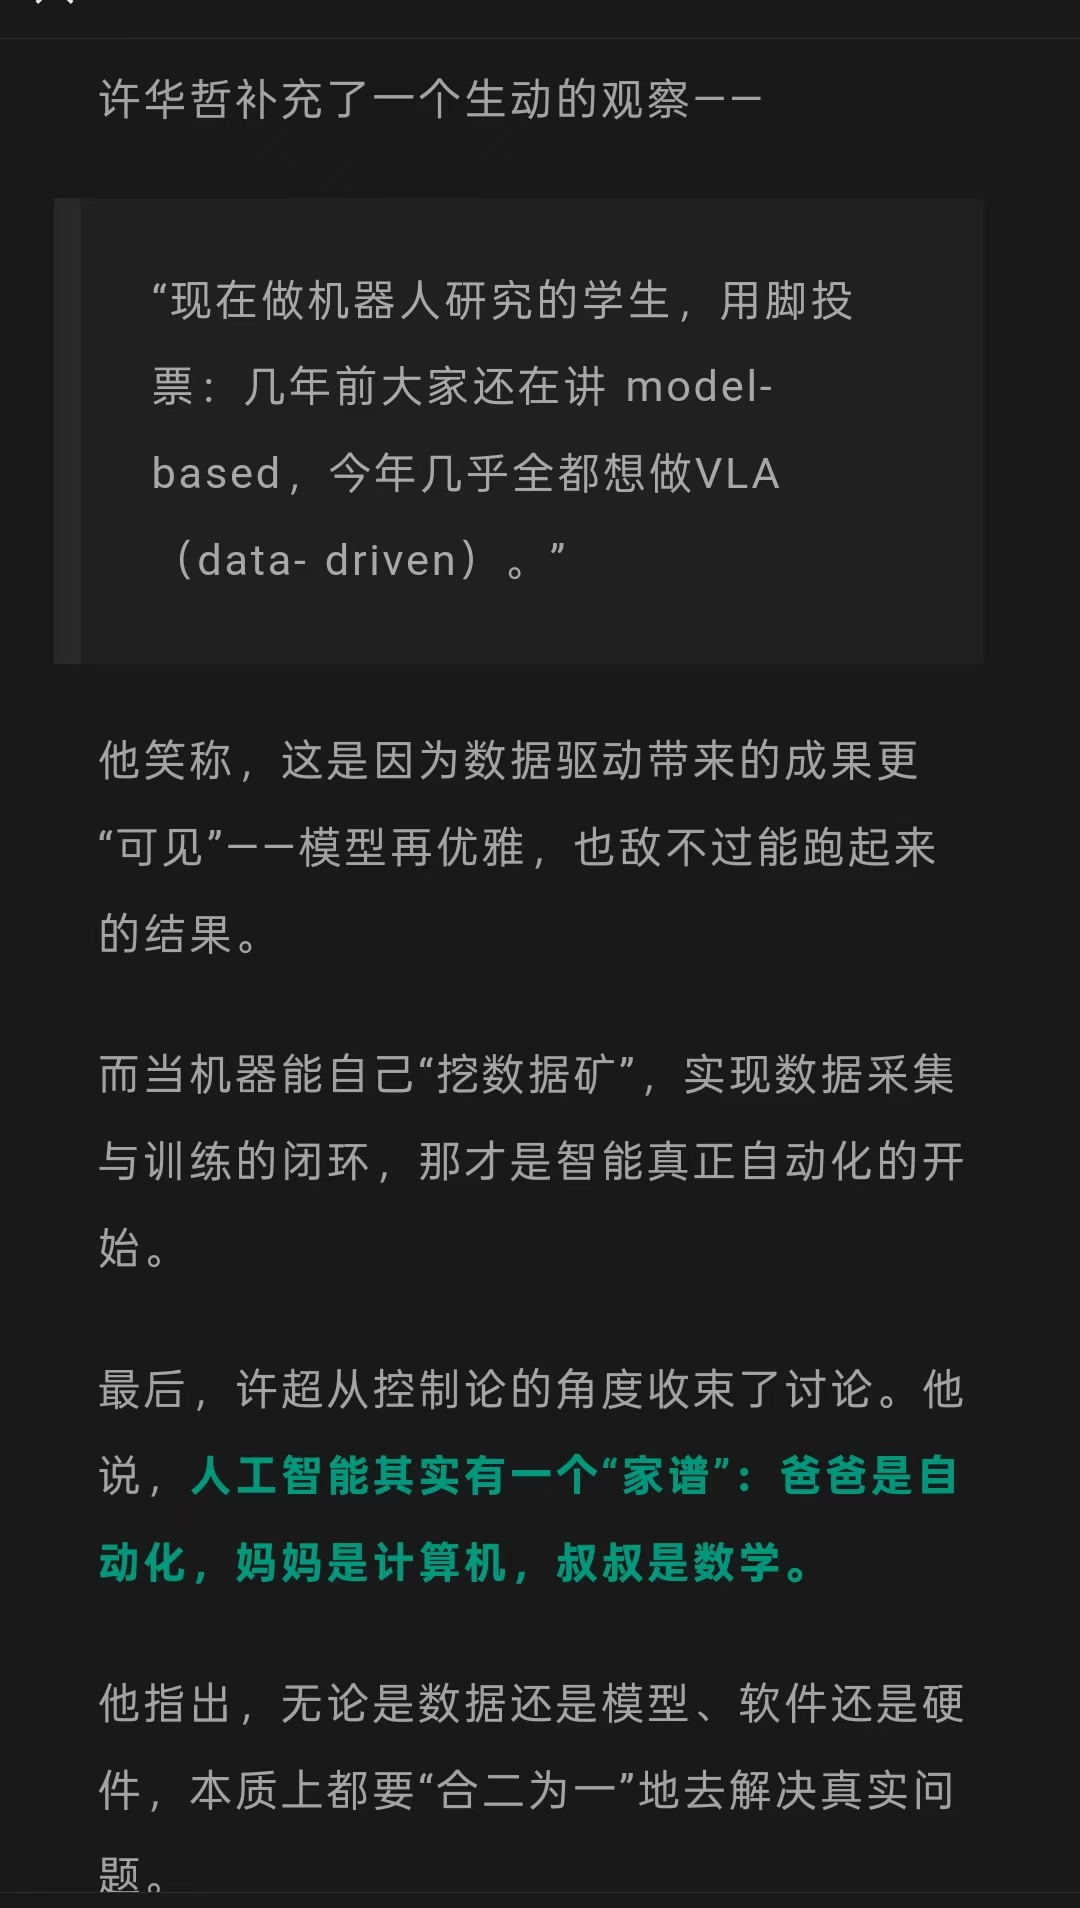 许华哲补充了一个生动的观察——
“现在做机器人研究的学生，用脚投
票：几年前大家还在讲 model-
based，今年几乎全都想做VLA
（data- driven）。”
他笑称，这是因为数据驱动带来的成果更
“可见”——模型再优雅，也敌不过能跑起来
的结果。
而当机器能自己“挖数据矿”，实现数据采集
与训练的闭环，那才是智能真正自动化的开
始。
最后，许超从控制论的角度收束了讨论。他
说，人工智能其实有一个“家谱”：爸爸是自
动化，妈妈是计算机，叔叔是数学。
他指出，无论是数据还是模型、软件还是硬
件，本质上都要“合二为一”地去解决真实问
题。